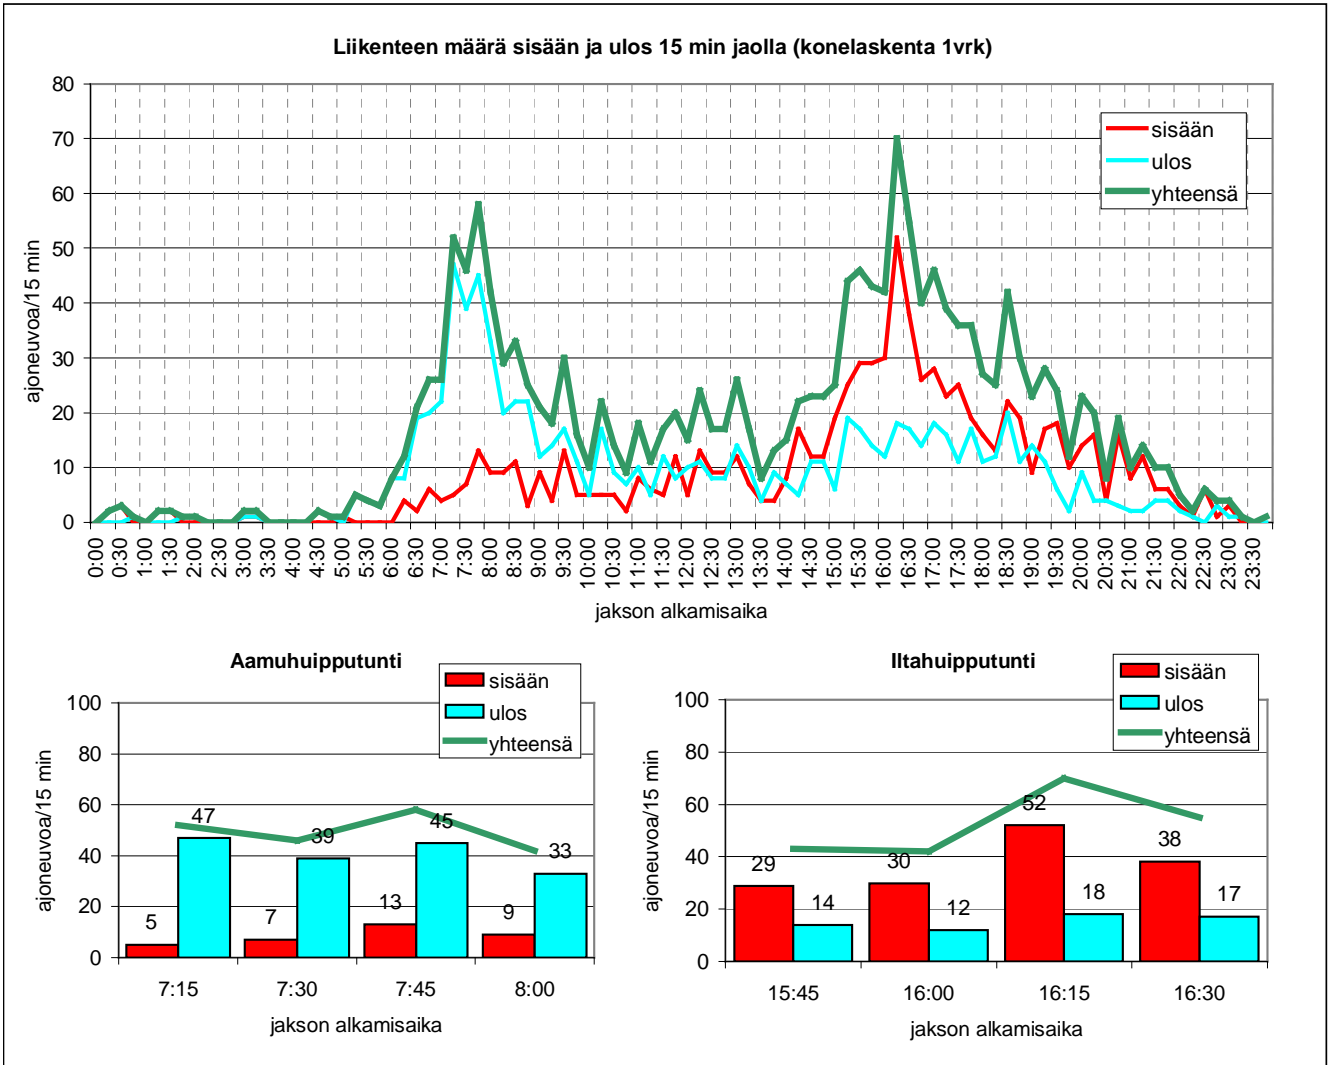 Liikenteen määrä sisään ja ulos 15 min jaolla (konelaskenta 1vrk)
80
70
60
50
40
30
20
10
0
ajoneuvoa/15 min
sisään
ulos
yhteensä
0:00 0:30 1:00 1:30 2:00 2:30 3:00 3:30 4:00 4:30 5:00 5:30 6:00 6:30 7:00 7:30 8:00 8:30 9:00 9:30 10:00 10:30 11:00 11:30 12:00 12:30 13:00 13:30 14:00 14:30 15:00 15:30 16:00 16:30 17:00 17:30 18:00 18:30 19:00 19:30 20:00 20:30 21:00 21:30 22:00 22:30 23:00 23:30
jakson alkamisaika
Aamuhuipputunti
sisään
ulos
yhteensä
100
80
60
40
20
0
ajoneuvoa/15 min
5 47 7 39 13 45 9 33
7:15 7:30 7:45 8:00
jakson alkamisaika
Iltahuipputunti
sisään
ulos
yhteensä
100
80
60
40
20
0
ajoneuvoa/15 min
29 14 30 12 52 18 38 17
15:45 16:00 16:15 16:30
jakson alkamisaika